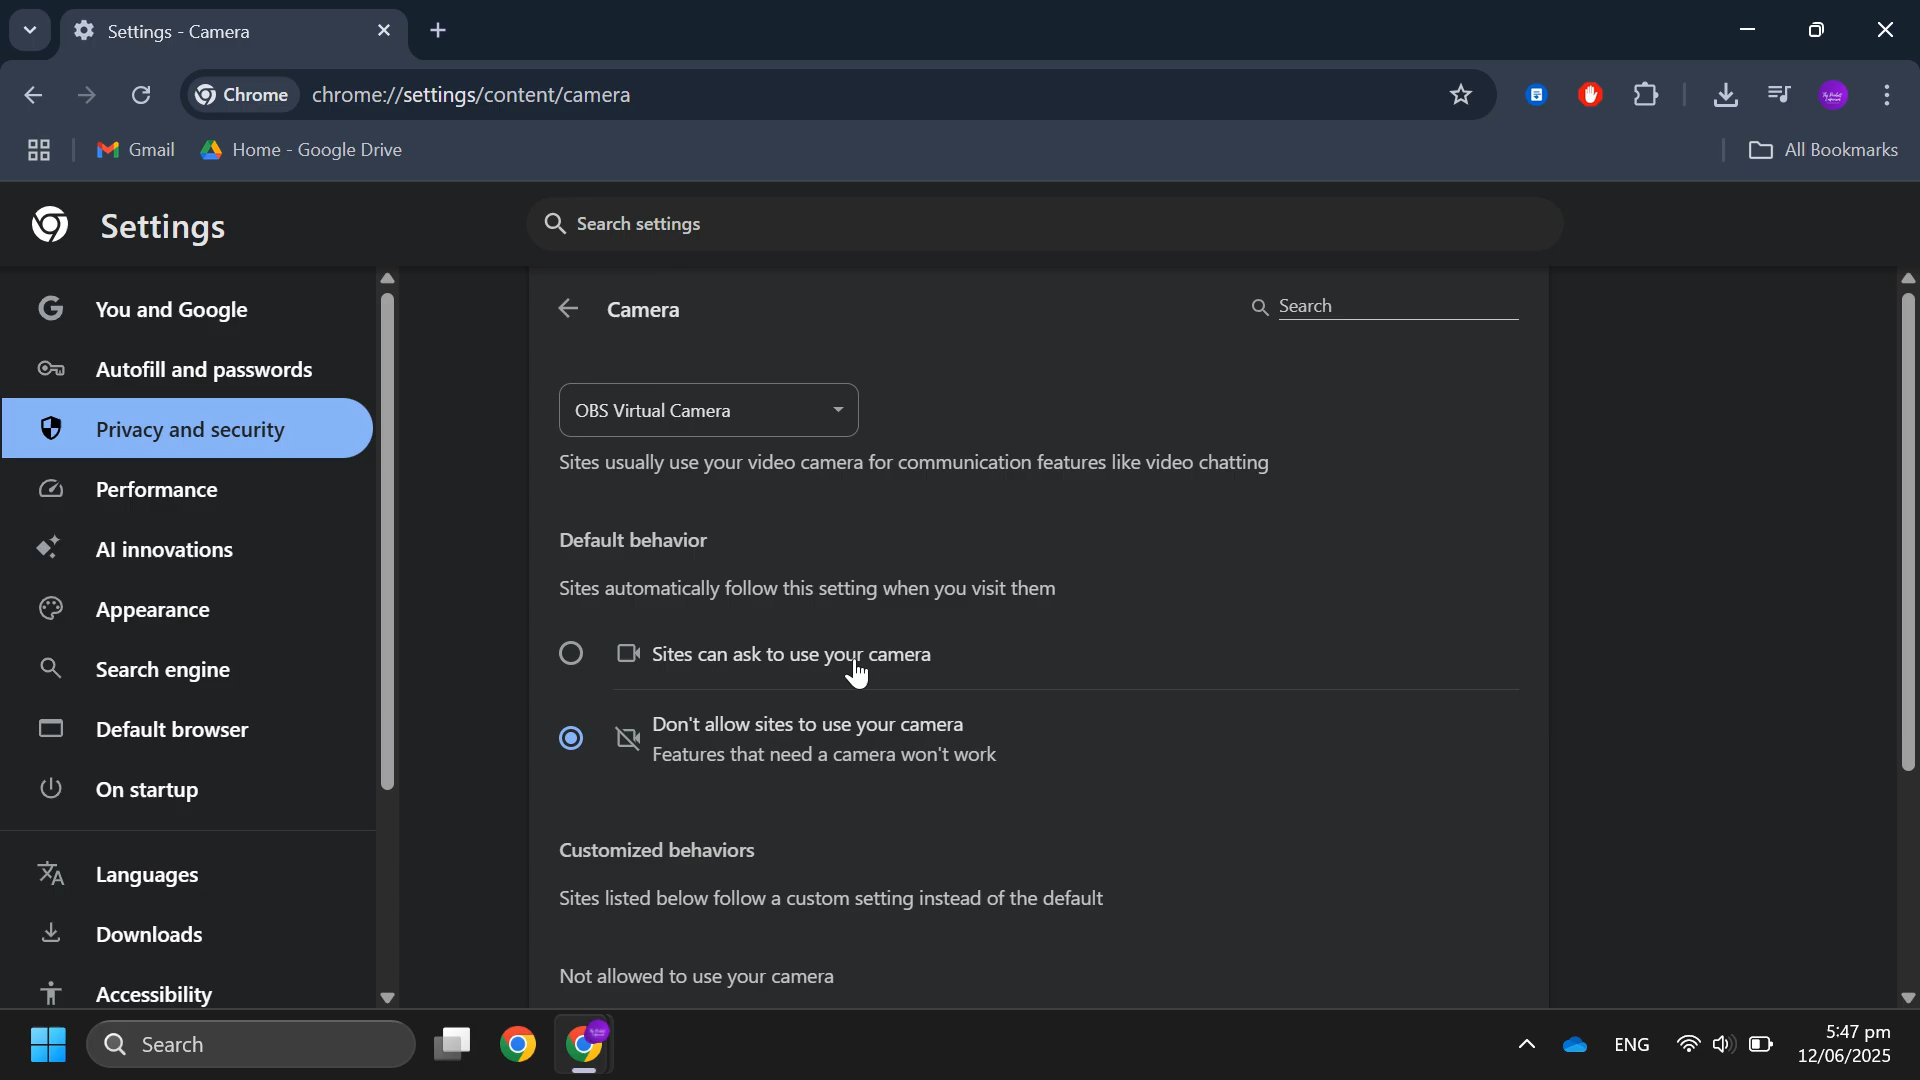 Settings - Camera
Chrome
chrome://settings/content/camera
Gmail
Home - Google Drive
All Bookmarks
Settings
Search settings
You and Google
Autofill and passwords
Privacy and security
Performance
AI innovations
Appearance
Search engine
Default browser
On startup
Languages
Downloads
Accessibility
Camera
Search
OBS Virtual Camera
Sites usually use your video camera for communication features like video chatting
Default behavior
Sites automatically follow this setting when you visit them
Sites can ask to use your camera
Don't allow sites to use your camera
Features that need a camera won't work
Customized behaviors
Sites listed below follow a custom setting instead of the default
Not allowed to use your camera
Search
ENG
5:47 pm
12/06/2025